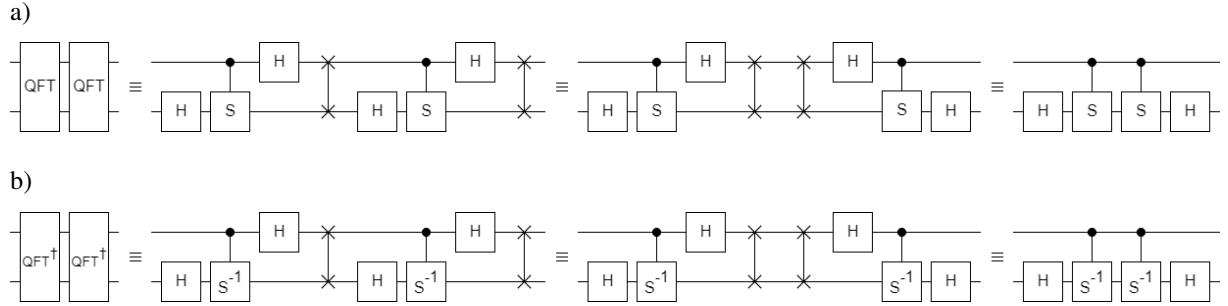 a)
QFT QFT ≡ H S H H S H ≡ H S H H S H ≡ H S S H
b)
QFT† QFT† ≡ H S⁻¹ H H S⁻¹ H ≡ H S⁻¹ H H S⁻¹ H ≡ H S⁻¹ S⁻¹ H